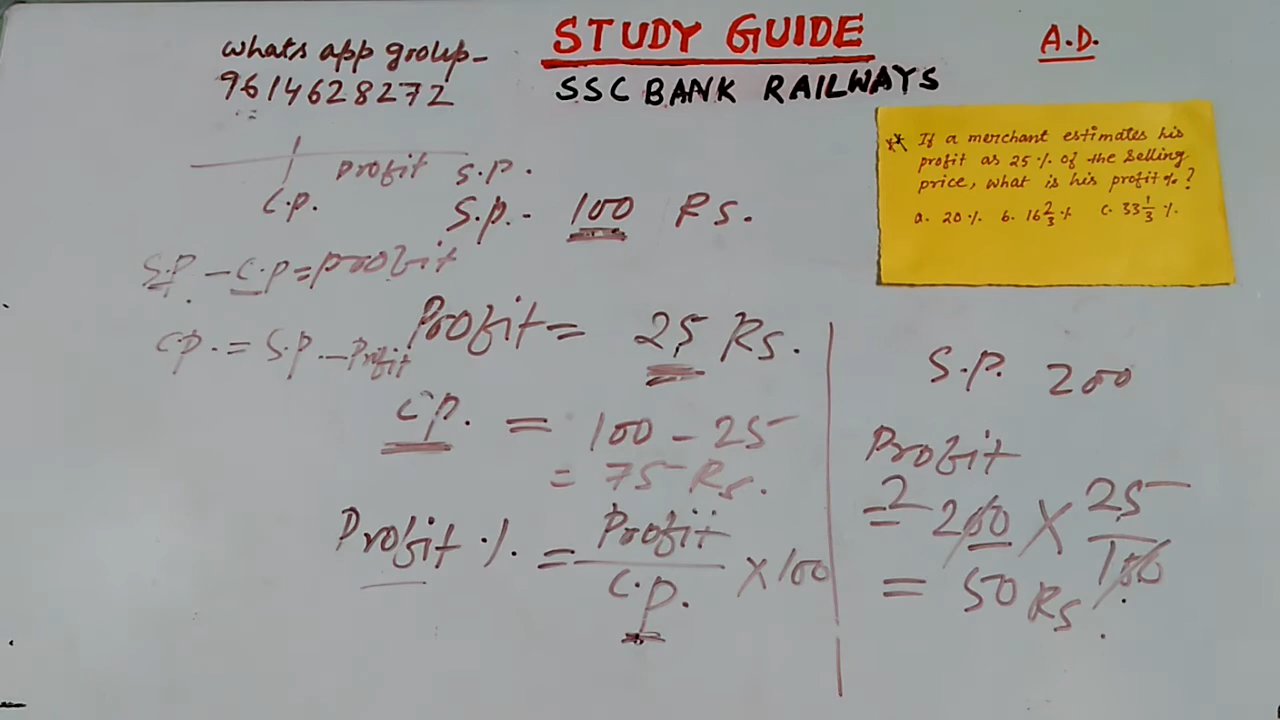 STUDY GUIDE
A.D.
whats app group-
9614628272
SSC BANK RAILWAYS
** If a merchant estimates his
profit as 25% of the selling
price, what is his profit%?
a. 20% b. 16 2/3 % c. 33 1/3 %.
Profit S.P.
C.P.
S.P.- 100 Rs.
S.P. - C.P = Profit
Profit = 25 Rs.
C.P. = S.P. - Profit
C.P. = 100 - 25
= 75 Rs.
Profit % = Profit / C.P. × 100
S.P. 200
Profit
= 2 200 × 25 / 100
= 50 Rs.